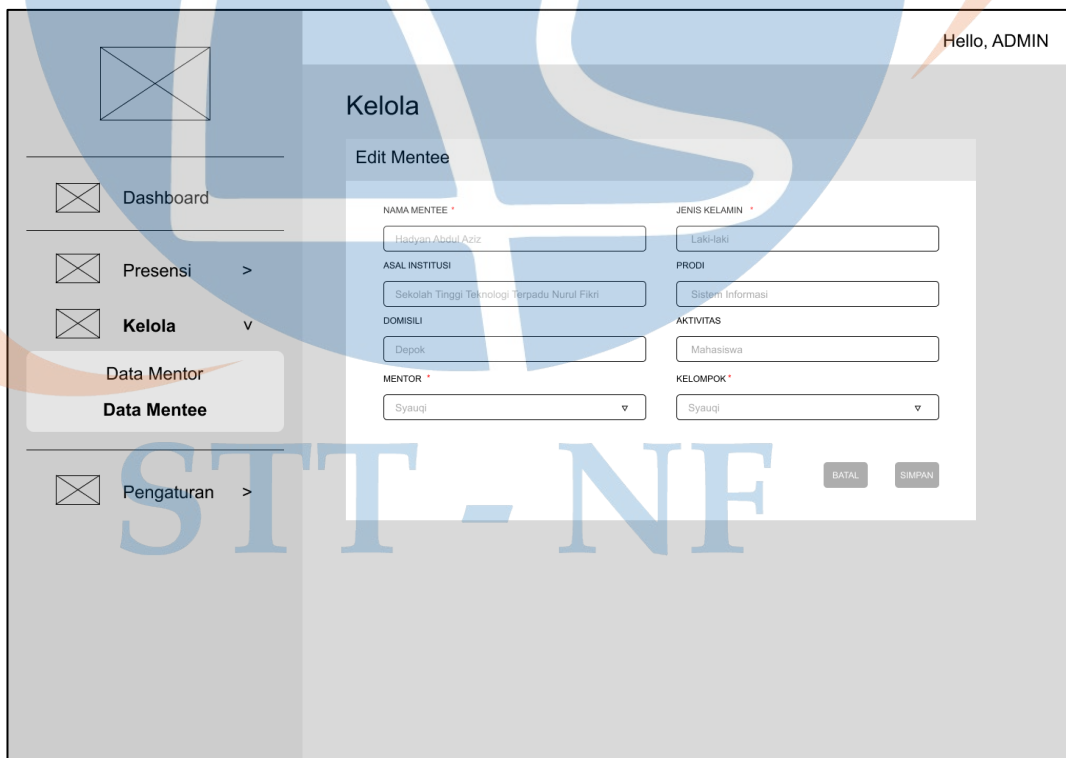 Hello, ADMIN
Kelola
Edit Mentee
Dashboard
Presensi >
Kelola v
Data Mentor
Data Mentee
Pengaturan >
NAMA MENTEE * JENIS KELAMIN *
Hadyan Abdul Aziz Laki-laki
ASAL INSTITUSI PRODI
Sekolah Tinggi Teknologi Terpadu Nurul Fikri Sistem Informasi
DOMISILI AKTIVITAS
Depok Mahasiswa
MENTOR * KELOMPOK *
Syauqi Syauqi
BATAL SIMPAN
STT - NF